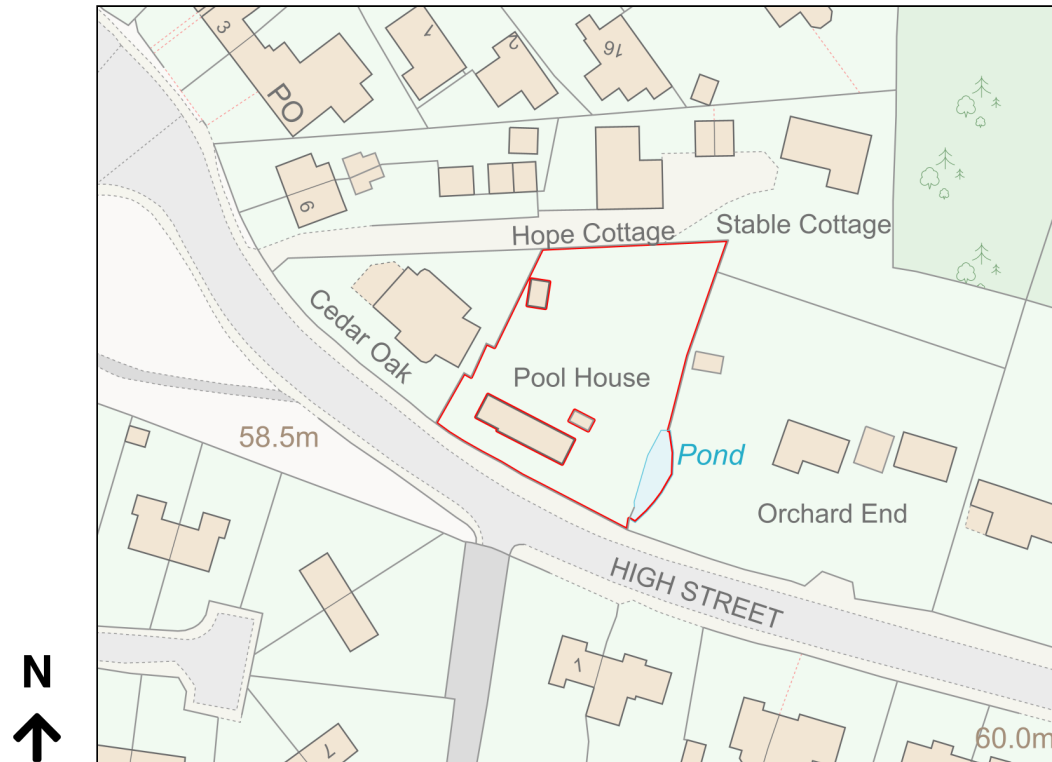 3
1
2
16
PO
6
Hope Cottage
Stable Cottage
Cedar Oak
Pool House
58.5m
Pond
Orchard End
HIGH STREET
1
7
60.0m
N